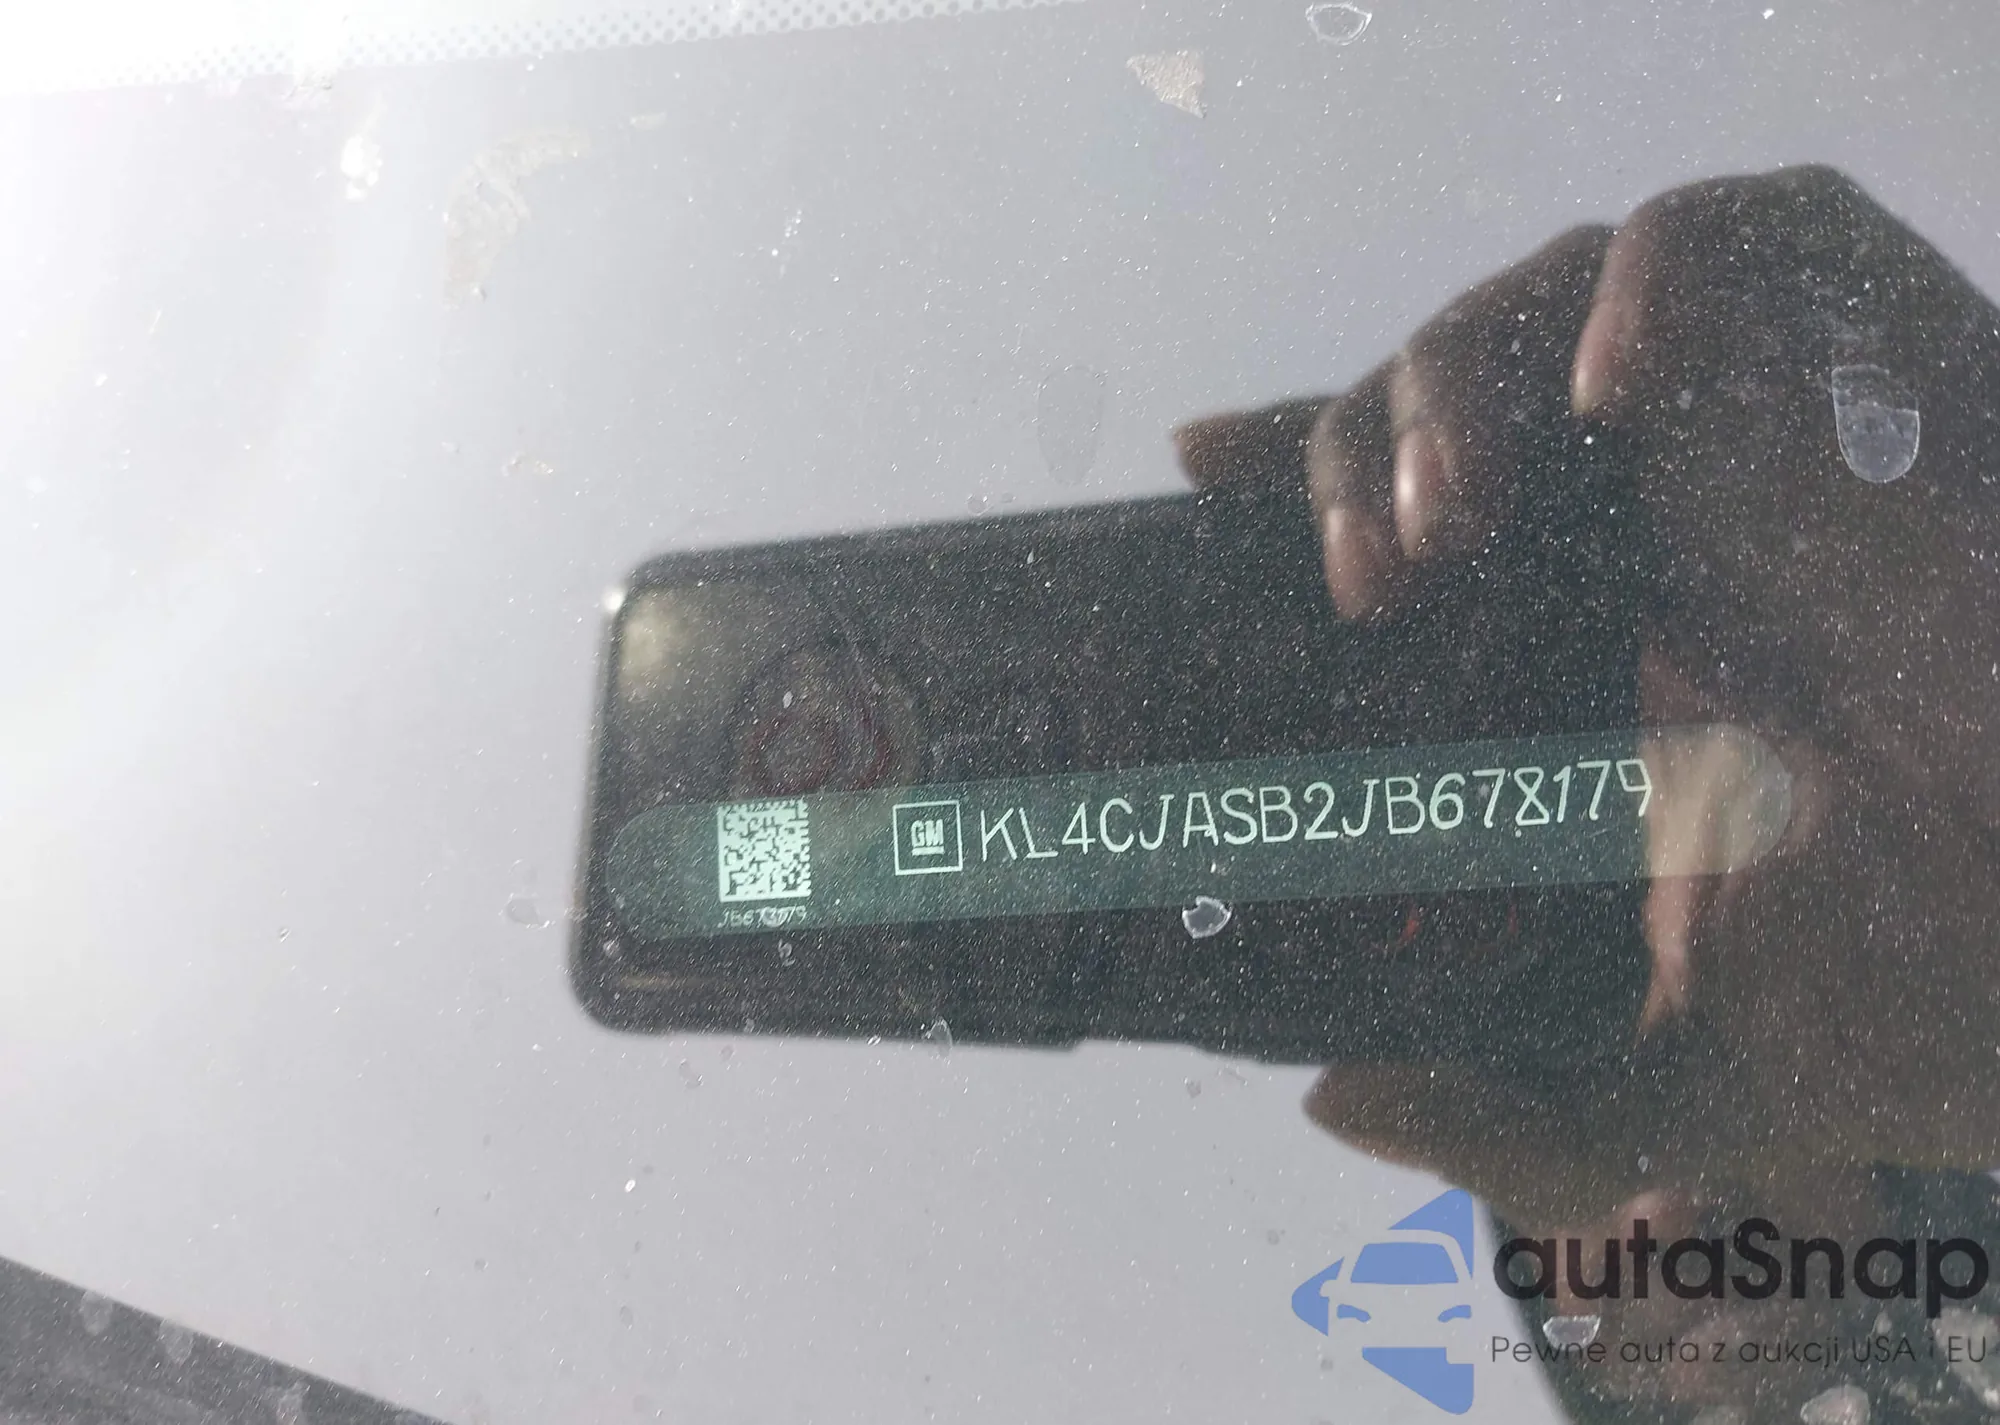 GM KL4CJASB2JB678179
JB678179
autaSnap
Pewne auta z aukcji USA i EU